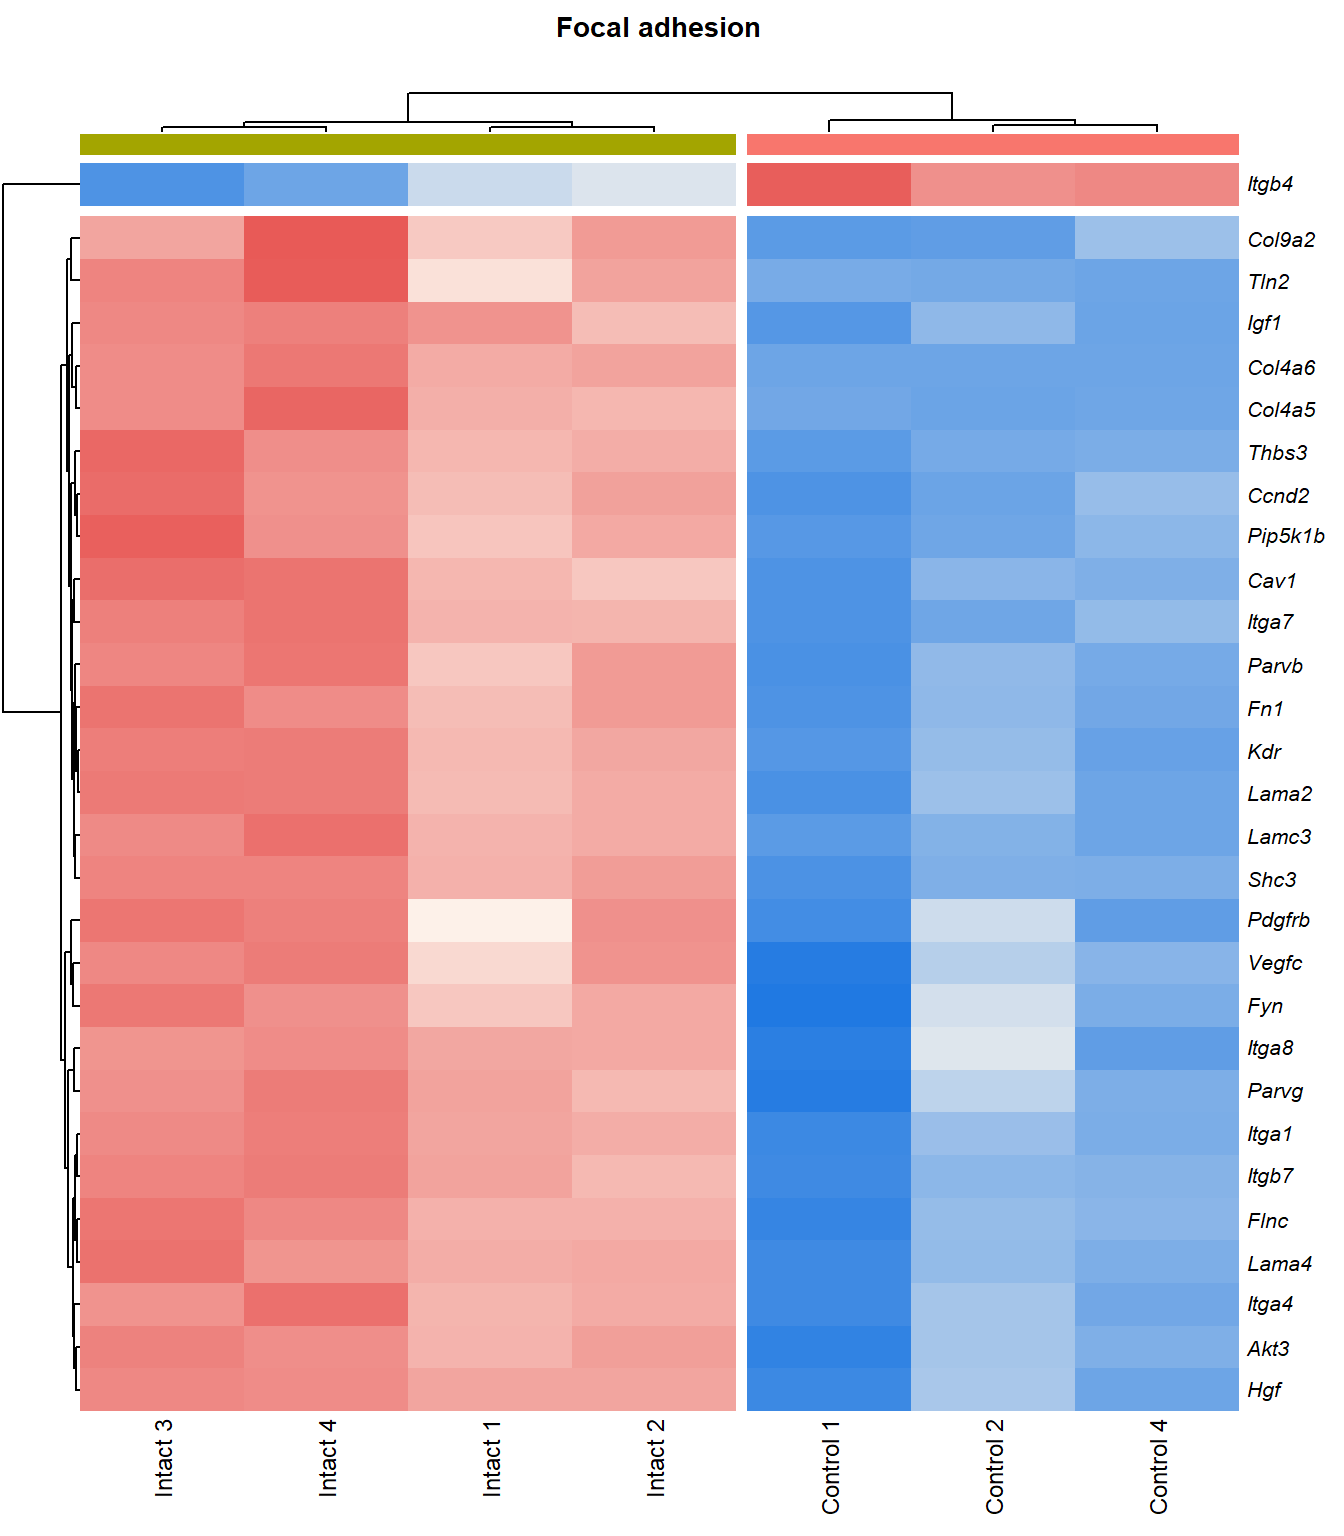 Focal adhesion
Itgb4
Col9a2
Tln2
Igf1
Col4a6
Col4a5
Thbs3
Ccnd2
Pip5k1b
Cav1
Itga7
Parvb
Fn1
Kdr
Lama2
Lamc3
Shc3
Pdgfrb
Vegfc
Fyn
Itga8
Parvg
Itga1
Itgb7
Flnc
Lama4
Itga4
Akt3
Hgf
Intact 3
Intact 4
Intact 1
Intact 2
Control 1
Control 2
Control 4